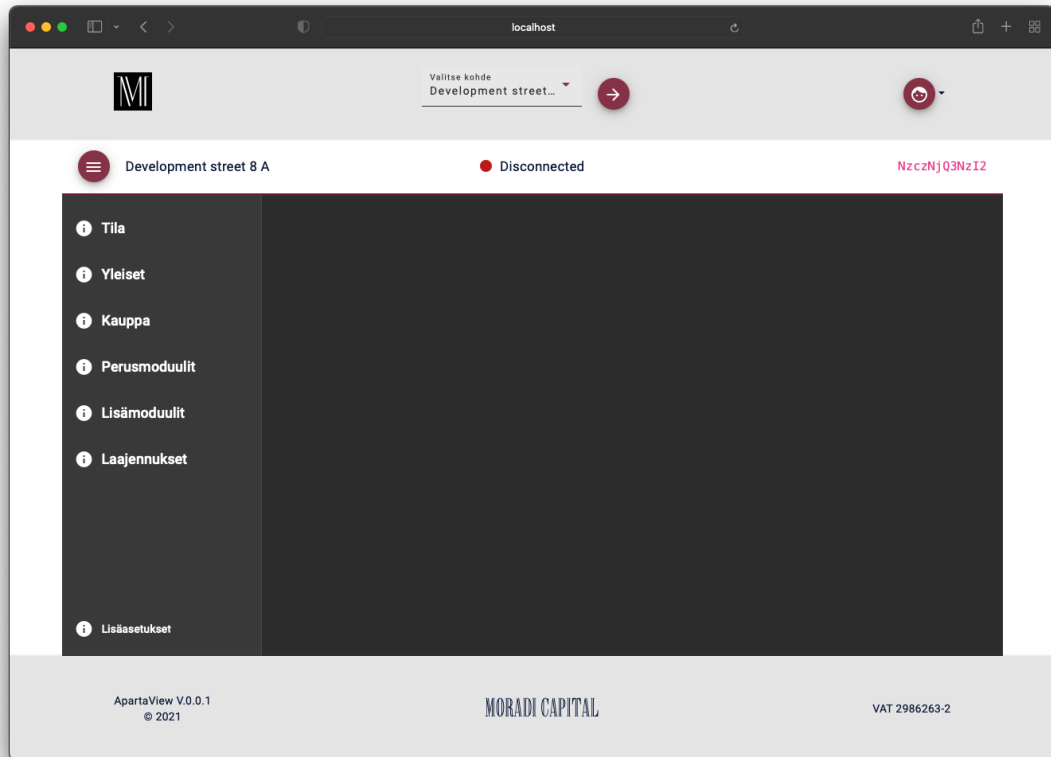 localhost
M
Valitse kohde
Development street…
Development street 8 A
Disconnected
NzczNjQ3NzI2
Tila
Yleiset
Kauppa
Perusmoduulit
Lisämoduulit
Laajennukset
Lisäasetukset
ApartaView V.0.0.1
© 2021
MORADI CAPITAL
VAT 2986263-2